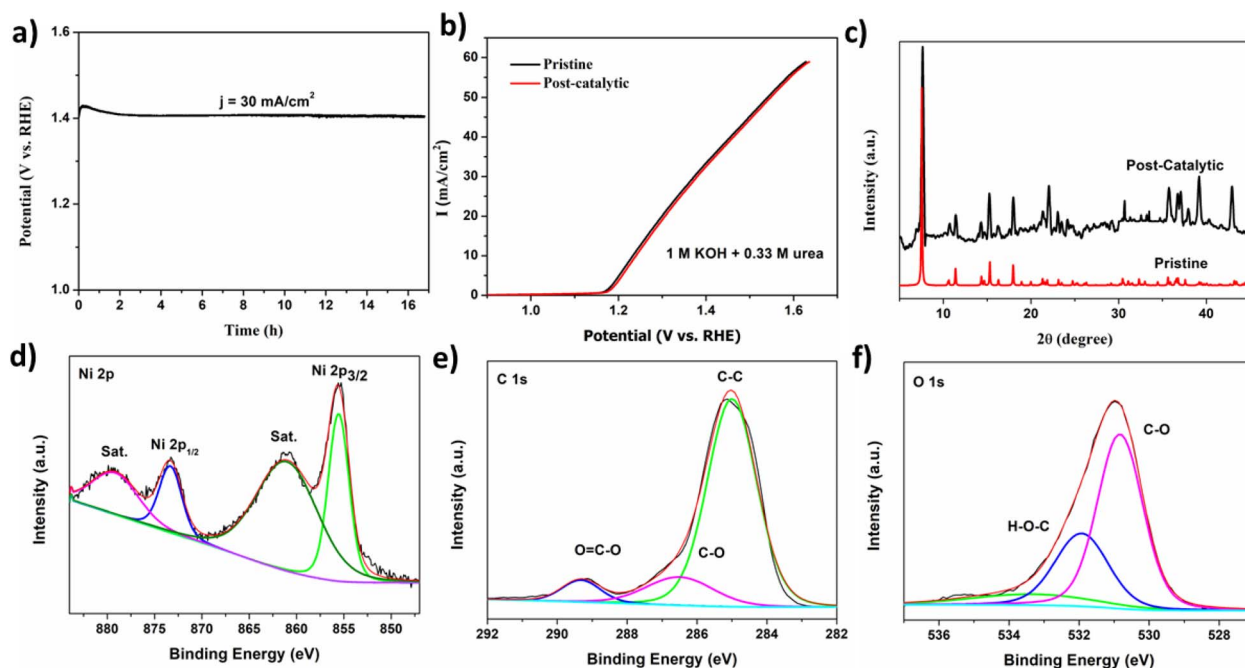 a)
1.6
1.4
1.2
1.0
Potential (V vs. RHE)
j = 30 mA/cm²
0 2 4 6 8 10 12 14 16
Time (h)
b)
60
50
40
30
20
10
0
I (mA/cm²)
Pristine
Post-catalytic
1 M KOH + 0.33 M urea
1.0 1.2 1.4 1.6
Potential (V vs. RHE)
c)
Intensity (a.u.)
Post-Catalytic
Pristine
10 20 30 40
2θ (degree)
d)
Ni 2p
Ni 2p3/2
Sat.
Ni 2p1/2
Sat.
Intensity (a.u.)
880 875 870 865 860 855 850
Binding Energy (eV)
e)
C 1s
C-C
O=C-O
C-O
Intensity (a.u.)
292 290 288 286 284 282
Binding Energy (eV)
f)
O 1s
C-O
H-O-C
Intensity (a.u.)
536 534 532 530 528
Binding Energy (eV)